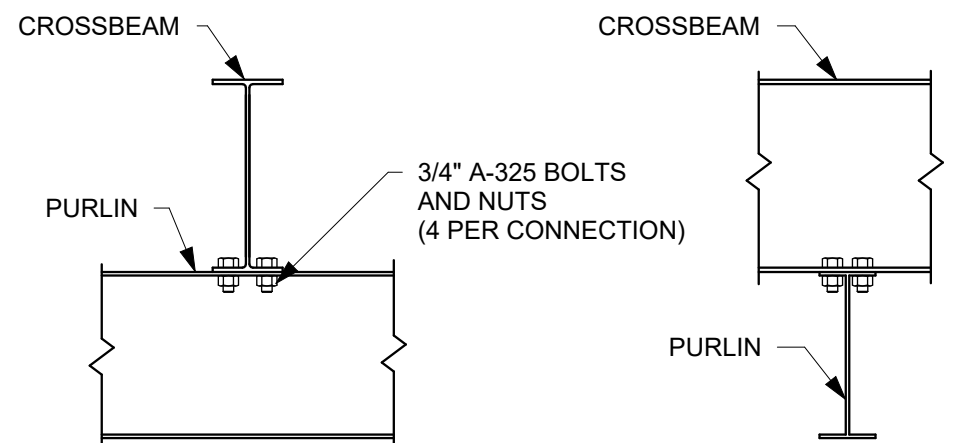 CROSSBEAM
PURLIN
3/4" A-325 BOLTS
AND NUTS
(4 PER CONNECTION)
CROSSBEAM
PURLIN